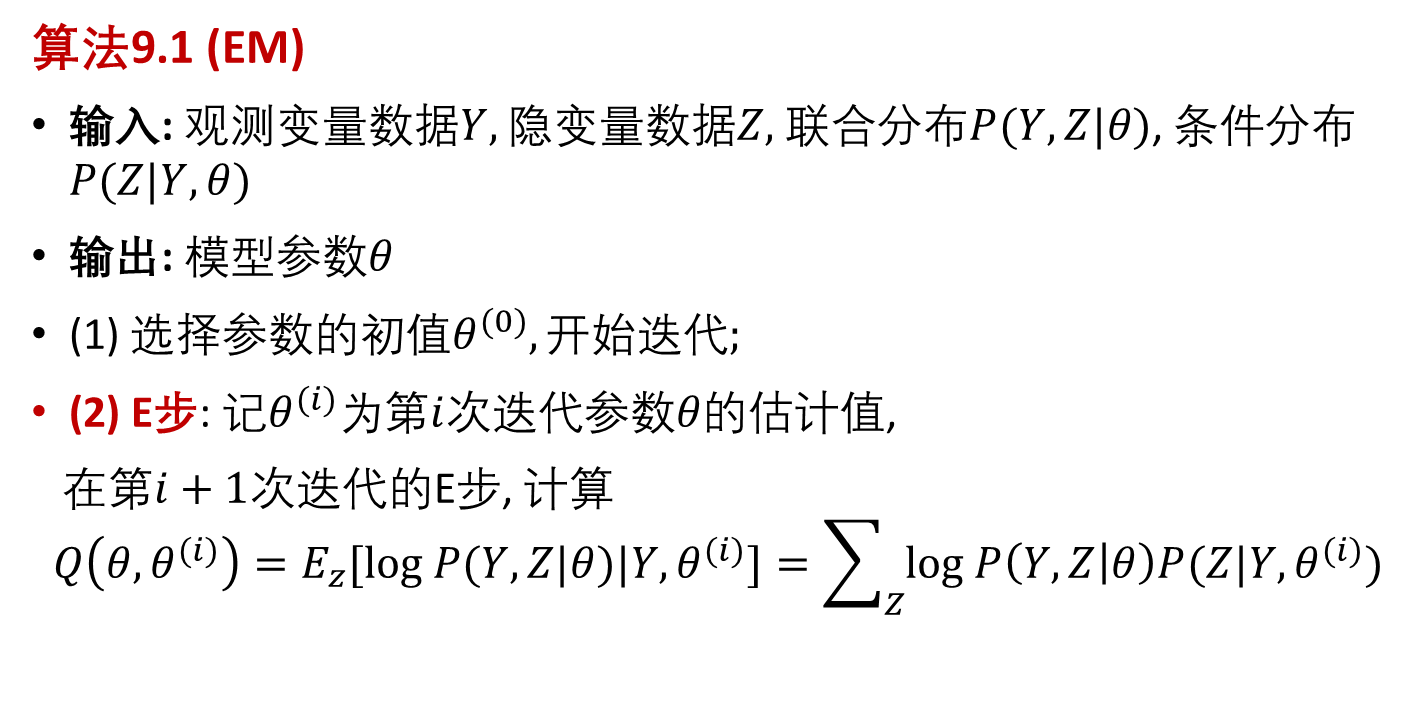 算法9.1 (EM)
• 输入: 观测变量数据𝑌, 隐变量数据𝑍, 联合分布𝑃(𝑌, 𝑍|𝜃), 条件分布
𝑃(𝑍|𝑌, 𝜃)
• 输出: 模型参数𝜃
• (1) 选择参数的初值𝜃^(0), 开始迭代;
• (2) E步: 记𝜃^(𝑖)为第𝑖次迭代参数𝜃的估计值,
在第𝑖 + 1次迭代的E步, 计算
𝑄(𝜃, 𝜃^(𝑖)) = 𝐸_𝑧[log 𝑃(𝑌, 𝑍|𝜃)|𝑌, 𝜃^(𝑖)] = ∑_𝑍 log 𝑃(𝑌, 𝑍|𝜃)𝑃(𝑍|𝑌, 𝜃^(𝑖))